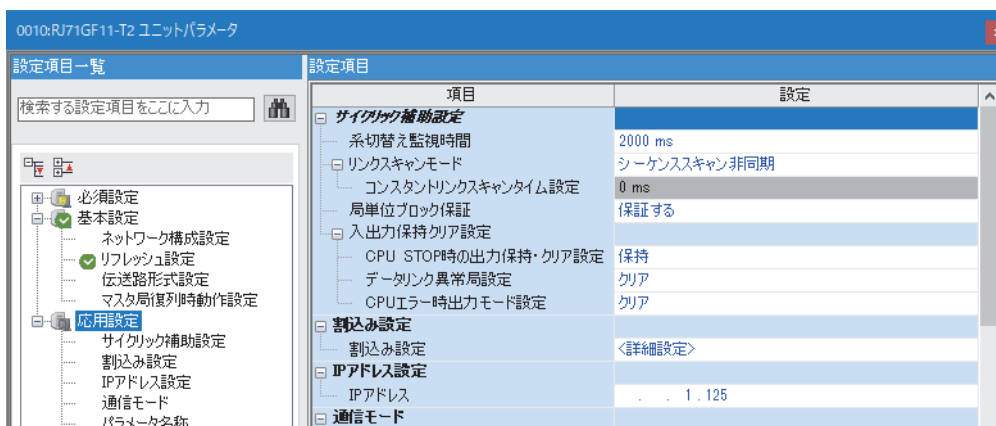 0010:RJ71GF11-T2 ユニットパラメータ
設定項目一覧
検索する設定項目をここに入力
必須設定
基本設定
ネットワーク構成設定
リフレッシュ設定
伝送路形式設定
マスタ局復列時動作設定
応用設定
サイクリック補助設定
割込み設定
IPアドレス設定
通信モード
パラメータ名称
設定項目
項目 設定
サイクリック補助設定
系切替え監視時間 2000 ms
リンクスキャンモード シーケンススキャン非同期
コンスタントリンクスキャンタイム設定 0 ms
局単位ブロック保証 保証する
入出力保持クリア設定
CPU STOP時の出力保持・クリア設定 保持
データリンク異常局設定 クリア
CPUエラー時出力モード設定 クリア
割込み設定
割込み設定 <詳細設定>
IPアドレス設定
IPアドレス . . 1 . 125
通信モード